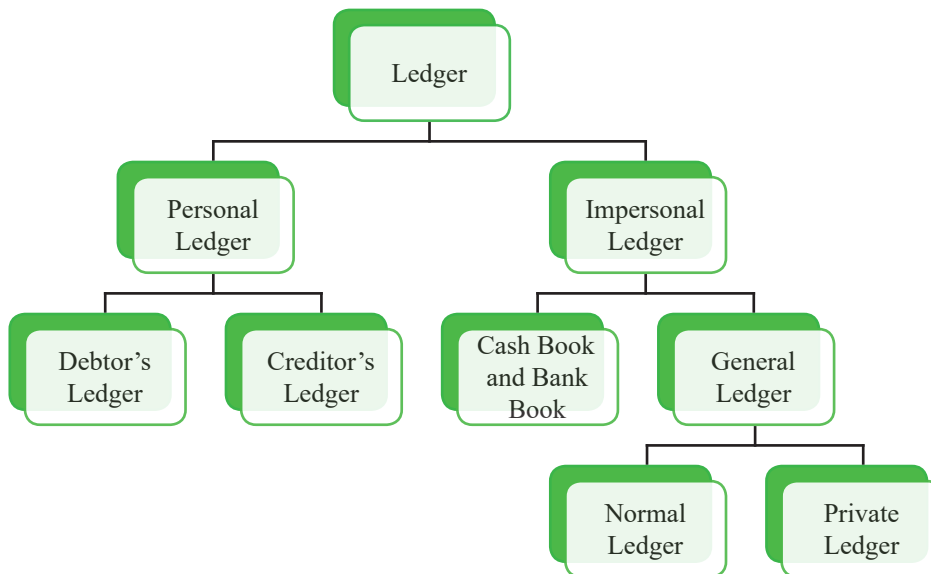 Ledger
Personal
Ledger
Impersonal
Ledger
Debtor’s
Ledger
Creditor’s
Ledger
Cash Book
and Bank
Book
General
Ledger
Normal
Ledger
Private
Ledger